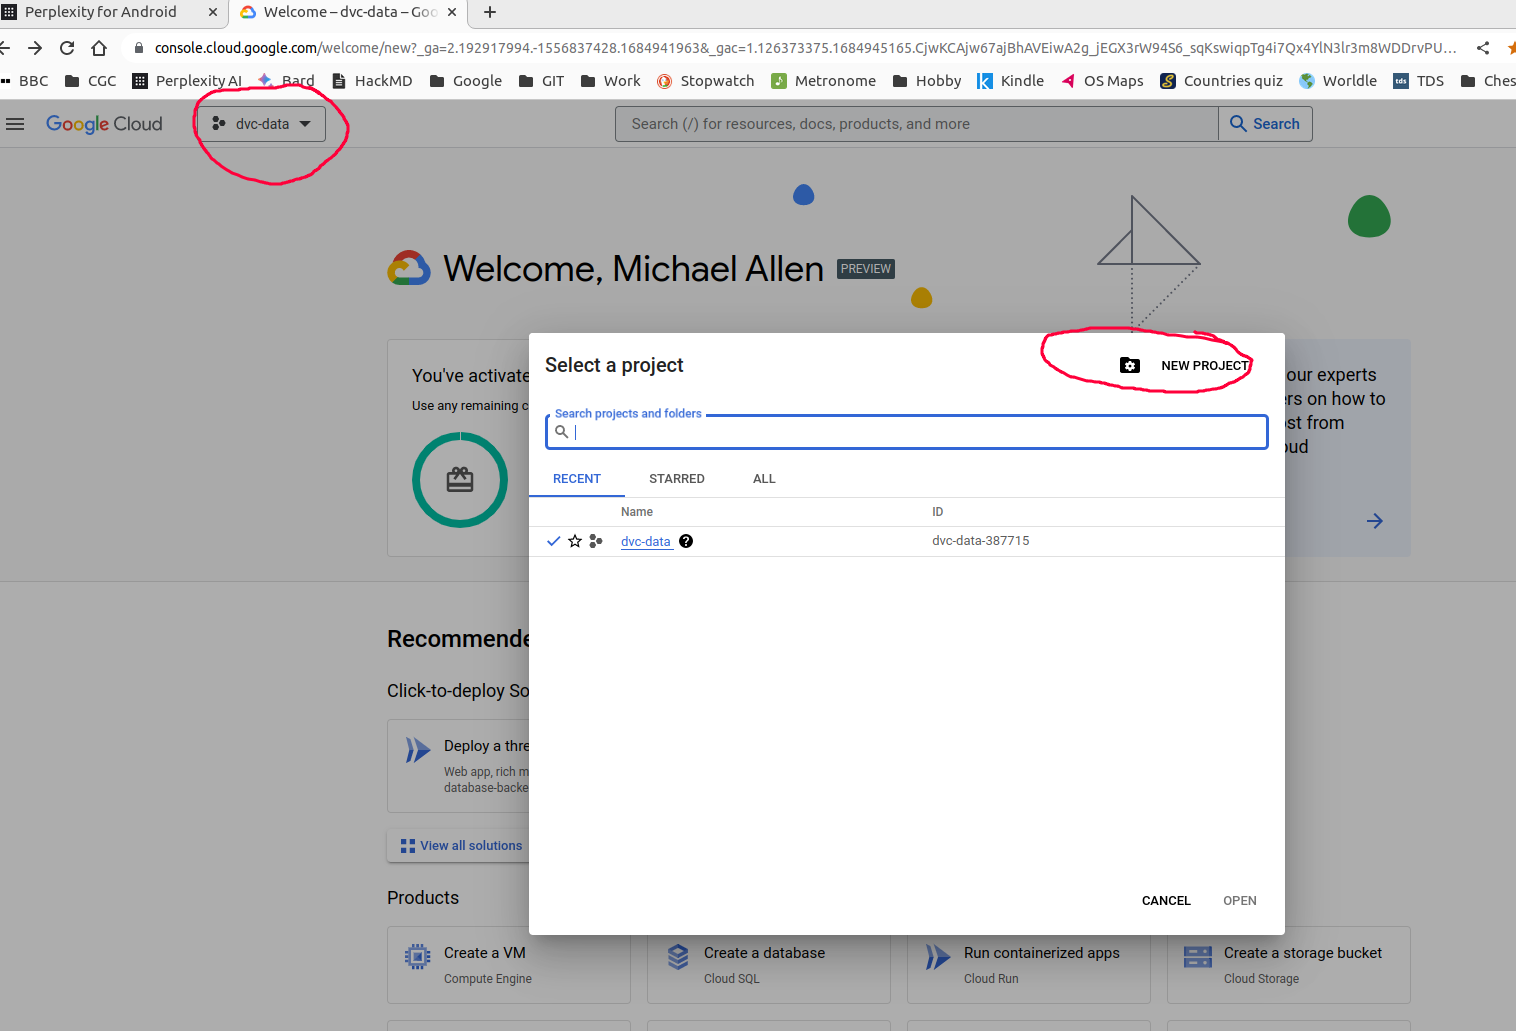 Perplexity for Android
Welcome – dvc-data – Goo
console.cloud.google.com/welcome/new?_ga=2.192917994.-1556837428.1684941963&_gac=1.126373375.1684945165.CjwKCAjw67ajBhAVEiwA2g_jEGX3rW94S6_sqKswiqpTg4i7Qx4YlN3lr3m8WDDrvPU...
BBC CGC Perplexity AI Bard HackMD Google GIT Work Stopwatch Metronome Hobby Kindle OS Maps Countries quiz Worldle tds TDS Ches
Google Cloud
dvc-data
Search (/) for resources, docs, products, and more
Search
Welcome, Michael Allen
PREVIEW
You've activate
Use any remaining c
our experts
ers on how to
st from
oud
Select a project
NEW PROJECT
Search projects and folders
RECENT STARRED ALL
Name ID
dvc-data dvc-data-387715
CANCEL OPEN
Recommende
Click-to-deploy So
Deploy a thre
Web app, rich m
database-backe
View all solutions
Products
Create a VM
Compute Engine
Create a database
Cloud SQL
Run containerized apps
Cloud Run
Create a storage bucket
Cloud Storage